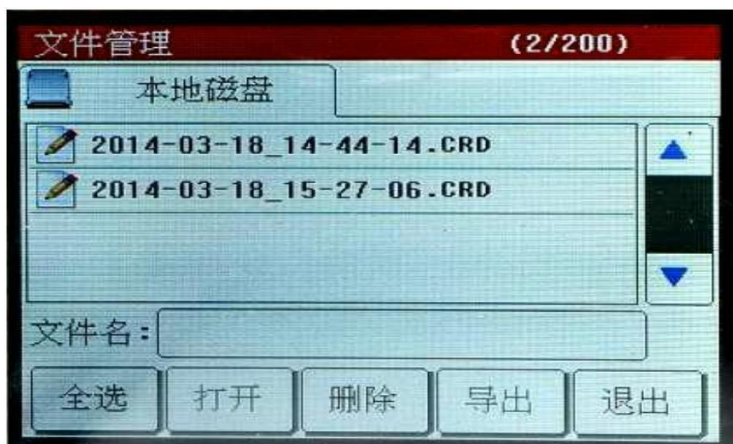 文件管理 (2/200)
本地磁盘
2014-03-18_14-44-14.CRD
2014-03-18_15-27-06.CRD
文件名:
全选 打开 删除 导出 退出